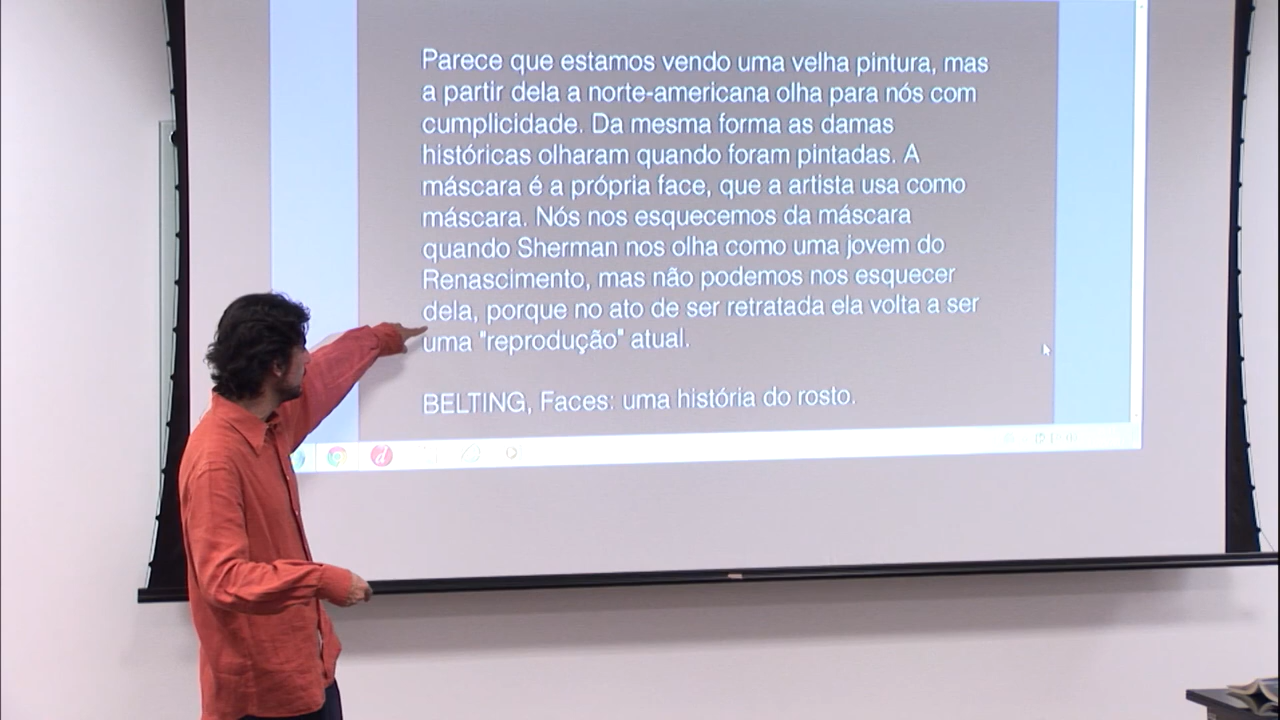 Parece que estamos vendo uma velha pintura, mas
a partir dela a norte-americana olha para nós com
cumplicidade. Da mesma forma as damas
históricas olharam quando foram pintadas. A
máscara é a própria face, que a artista usa como
máscara. Nós nos esquecemos da máscara
quando Sherman nos olha como uma jovem do
Renascimento, mas não podemos nos esquecer
dela, porque no ato de ser retratada ela volta a ser
uma "reprodução" atual.
BELTING, Faces: uma história do rosto.